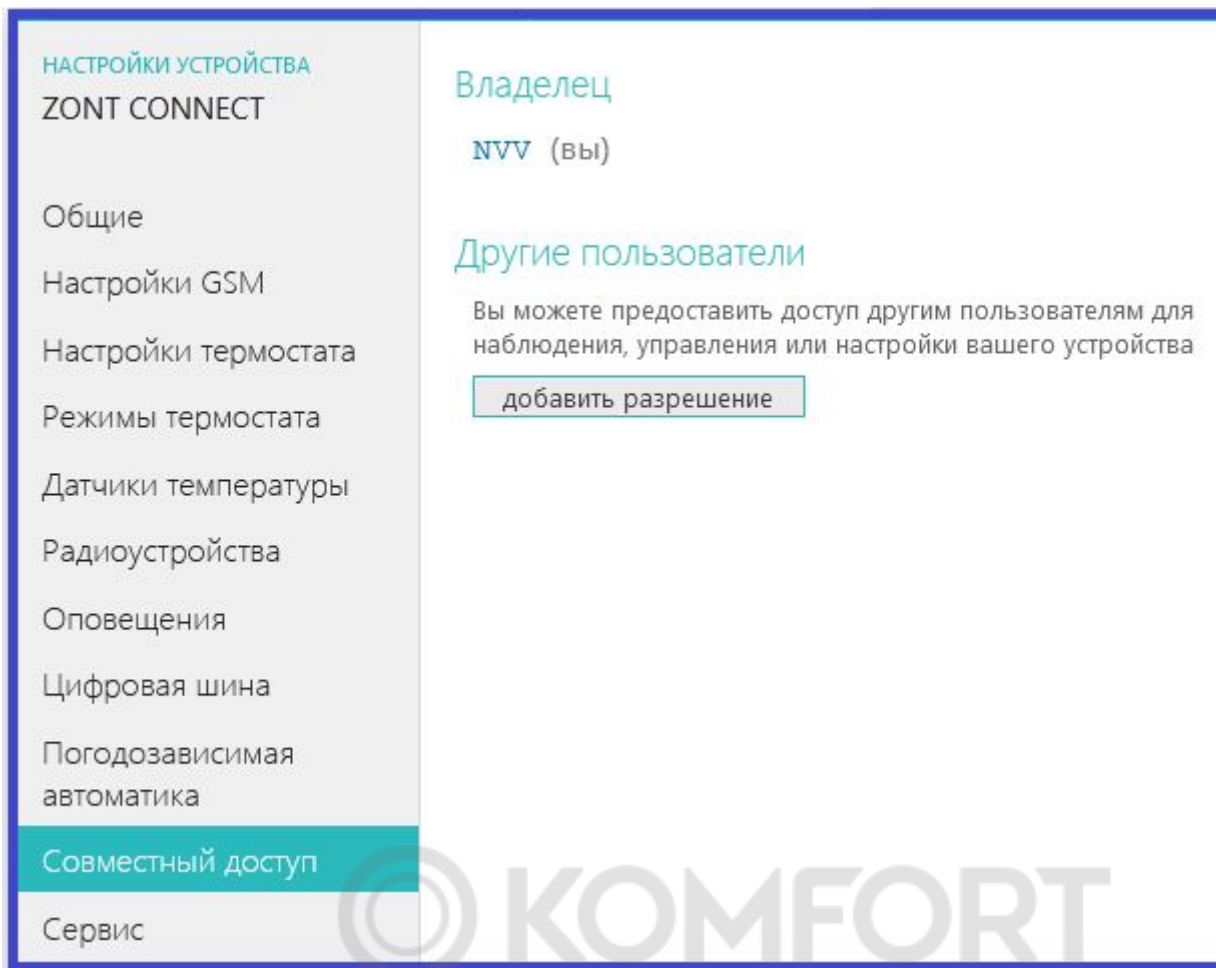 НАСТРОЙКИ УСТРОЙСТВА
ZONT CONNECT
Общие
Настройки GSM
Настройки термостата
Режимы термостата
Датчики температуры
Радиоустройства
Оповещения
Цифровая шина
Погодозависимая
автоматика
Совместный доступ
Сервис
Владелец
NVV (вы)
Другие пользователи
Вы можете предоставить доступ другим пользователям для
наблюдения, управления или настройки вашего устройства
добавить разрешение
KOMFORT